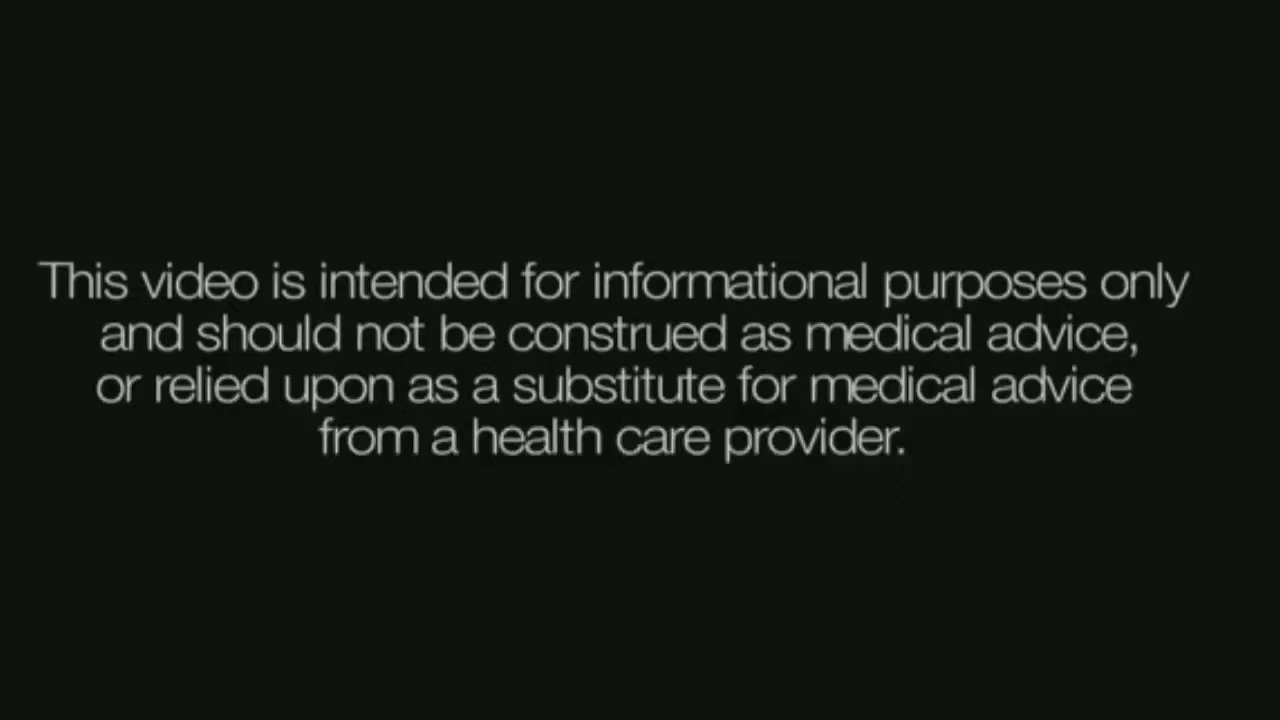 This video is intended for informational purposes only
and should not be construed as medical advice,
or relied upon as a substitute for medical advice
from a health care provider.